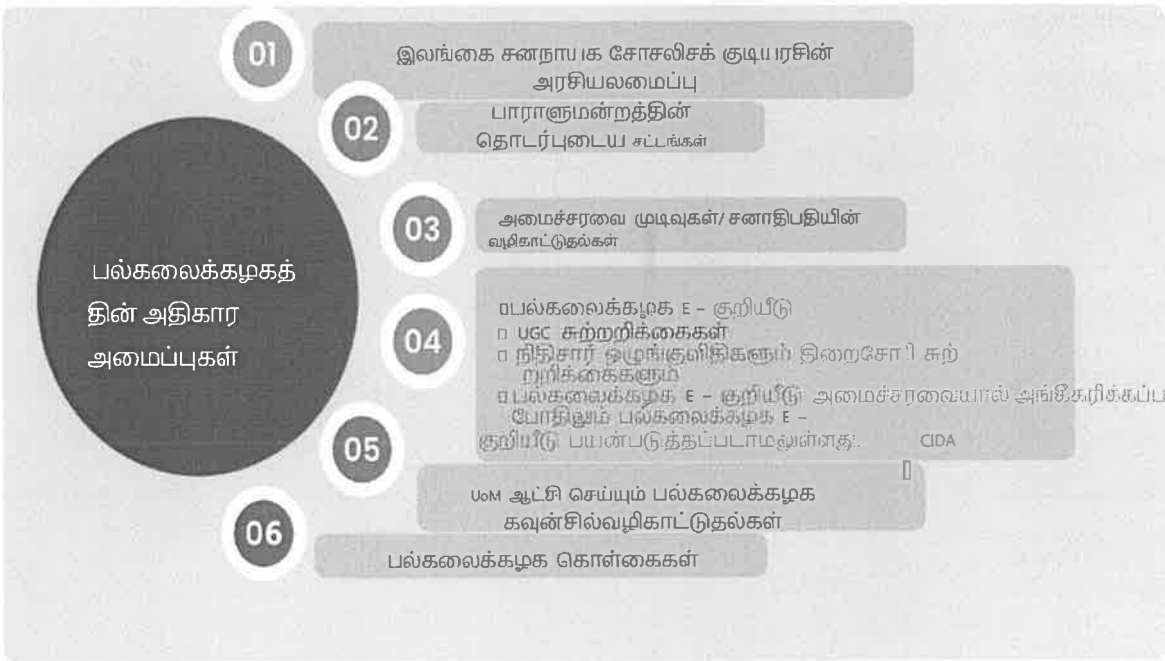 01
இலங்கை சனநாயக சோசலிசக் குடியரசின்
அரசியலமைப்பு
02
பாராளுமன்றத்தின்
தொடர்புடைய சட்டங்கள்
03
அமைச்சரவை முடிவுகள்/ சனாதிபதியின்
வழிகாட்டுதல்கள்
பல்கலைக்கழகத்
தின் அதிகார
அமைப்புகள்
04
பல்கலைக்கழக E – குறியீடு
UGC சுற்றறிக்கைகள்
நிதிசார் ஒழுங்குவிதிகளும் திறைசேரி சுற்
றறிக்கைகளும்
பல்கலைக்கழக E – குறியீடு அமைச்சரவையால் அங்கீகரிக்கப்ப
போதிலும் பல்கலைக்கழக E –
குறியீடு பயன்படுத்தப்படாமலுள்ளது. CIDA
05
UoM ஆட்சி செய்யும் பல்கலைக்கழக
கவுன்சில்வழிகாட்டுதல்கள்
06
பல்கலைக்கழக கொள்கைகள்